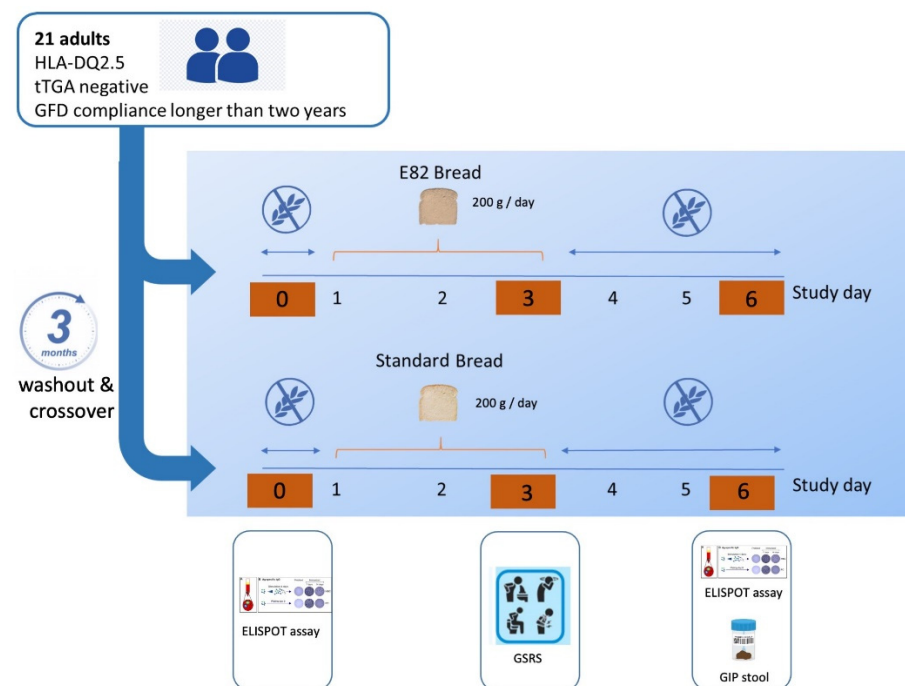 21 adults
HLA-DQ2.5
tTGA negative
GFD compliance longer than two years
E82 Bread
200 g / day
0 1 2 3 4 5 6 Study day
3
months
washout &
crossover
Standard Bread
200 g / day
0 1 2 3 4 5 6 Study day
ELISPOT assay
GSRS
ELISPOT assay
GIP stool